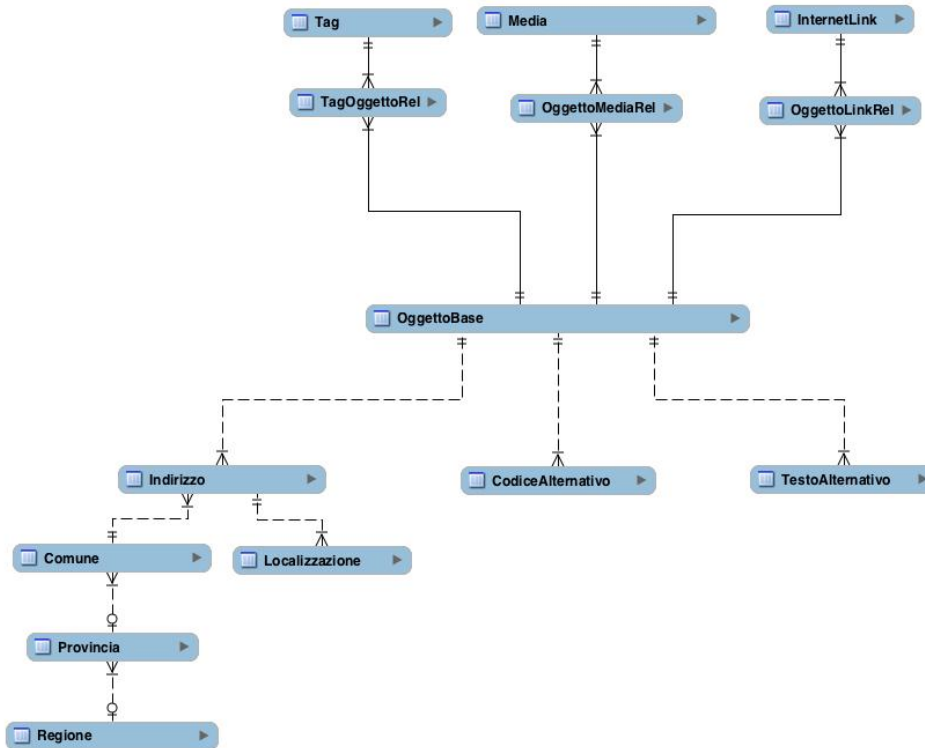 Tag
Media
InternetLink
TagOggettoRel
OggettoMediaRel
OggettoLinkRel
OggettoBase
Indirizzo
CodiceAlternativo
TestoAlternativo
Comune
Localizzazione
Provincia
Regione